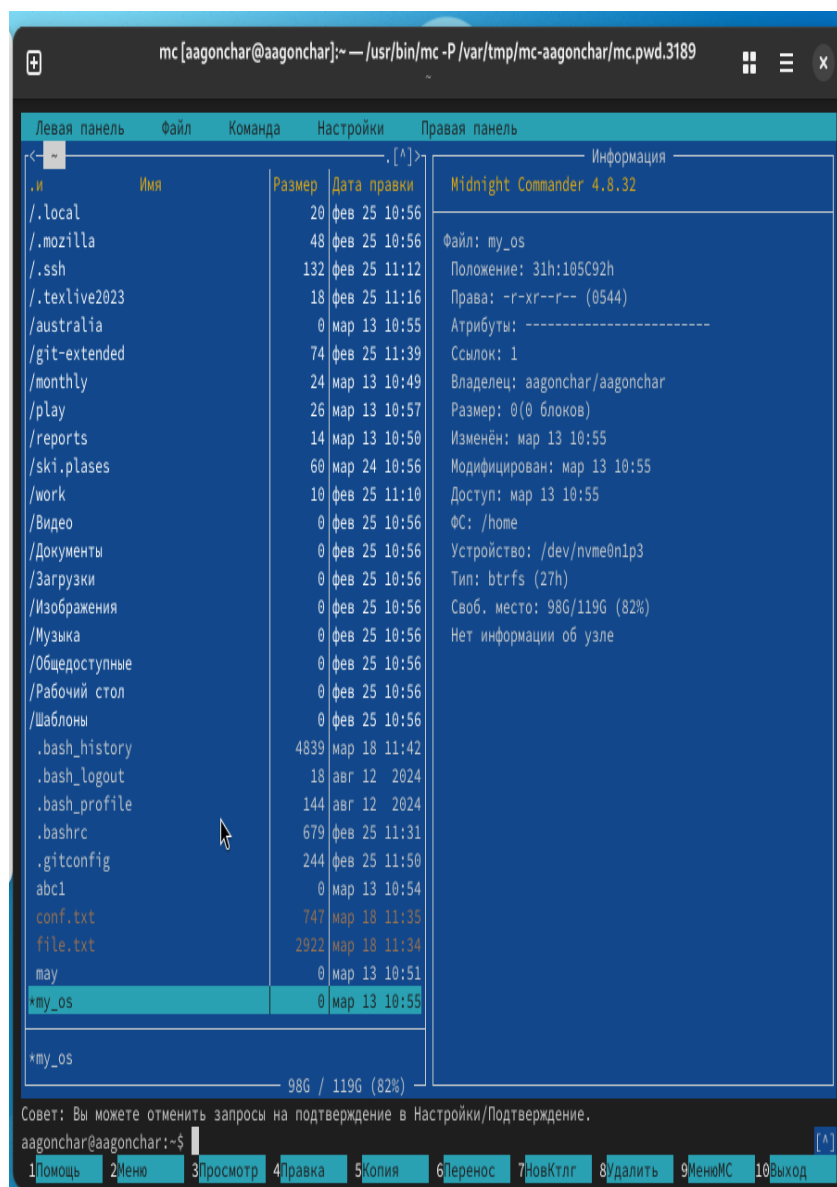 mc [aagonchar@aagonchar]:~ — /usr/bin/mc -P /var/tmp/mc-aagonchar/mc.pwd.3189
~
Левая панель Файл Команда Настройки Правая панель
<─ ~ ─.[^]>
.и Имя Размер Дата правки
/.local 20 фев 25 10:56
/.mozilla 48 фев 25 10:56
/.ssh 132 фев 25 11:12
/.texlive2023 18 фев 25 11:16
/australia 0 мар 13 10:55
/git-extended 74 фев 25 11:39
/monthly 24 мар 13 10:49
/play 26 мар 13 10:57
/reports 14 мар 13 10:50
/ski.plases 60 мар 24 10:56
/work 10 фев 25 11:10
/Видео 0 фев 25 10:56
/Документы 0 фев 25 10:56
/Загрузки 0 фев 25 10:56
/Изображения 0 фев 25 10:56
/Музыка 0 фев 25 10:56
/Общедоступные 0 фев 25 10:56
/Рабочий стол 0 фев 25 10:56
/Шаблоны 0 фев 25 10:56
.bash_history 4839 мар 18 11:42
.bash_logout 18 авг 12 2024
.bash_profile 144 авг 12 2024
.bashrc 679 фев 25 11:31
.gitconfig 244 фев 25 11:50
abc1 0 мар 13 10:54
conf.txt 747 мар 18 11:35
file.txt 2922 мар 18 11:34
may 0 мар 13 10:51
*my_os 0 мар 13 10:55
*my_os
98G / 119G (82%)
Информация
Midnight Commander 4.8.32
Файл: my_os
Положение: 31h:105C92h
Права: -r-xr--r-- (0544)
Атрибуты: -------------------------
Ссылок: 1
Владелец: aagonchar/aagonchar
Размер: 0(0 блоков)
Изменён: мар 13 10:55
Модифицирован: мар 13 10:55
Доступ: мар 13 10:55
ФС: /home
Устройство: /dev/nvme0n1p3
Тип: btrfs (27h)
Своб. место: 98G/119G (82%)
Нет информации об узле
Совет: Вы можете отменить запросы на подтверждение в Настройки/Подтверждение.
aagonchar@aagonchar:~$ [^]
1Помощь 2Меню 3Просмотр 4Правка 5Копия 6Перенос 7НовКтлг 8Удалить 9МенюMC 10Выход